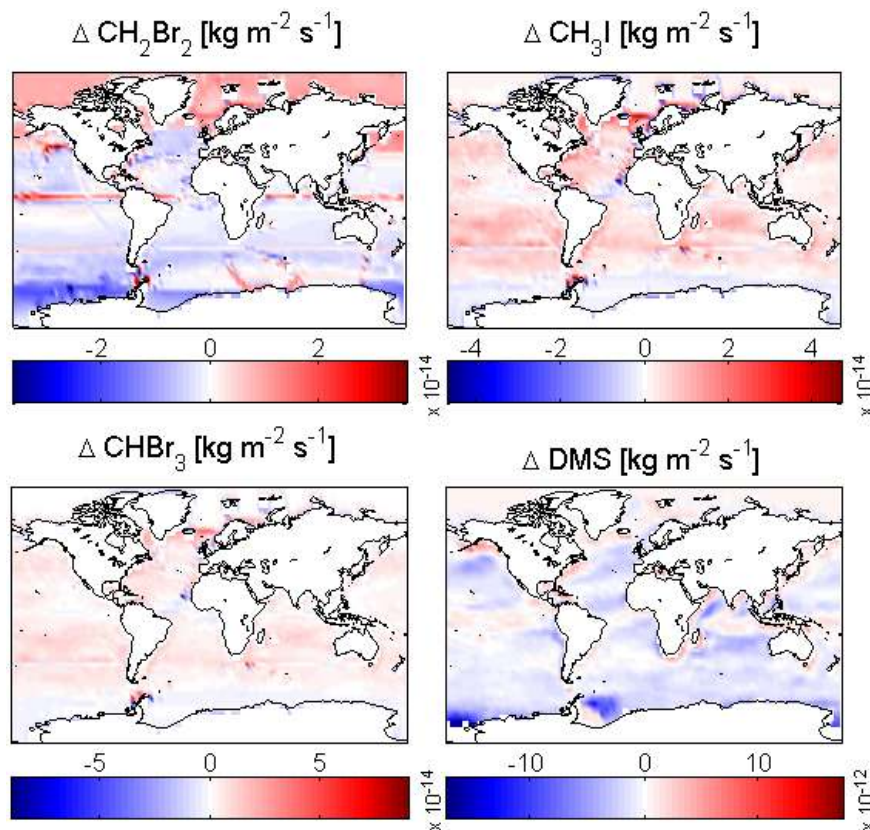 Δ CH₂Br₂ [kg m⁻² s⁻¹]
Δ CH₃I [kg m⁻² s⁻¹]
-2 0 2
x 10⁻¹⁴
-4 -2 0 2 4
x 10⁻¹⁴
Δ CHBr₃ [kg m⁻² s⁻¹]
Δ DMS [kg m⁻² s⁻¹]
-5 0 5
x 10⁻¹⁴
-10 0 10
x 10⁻¹²